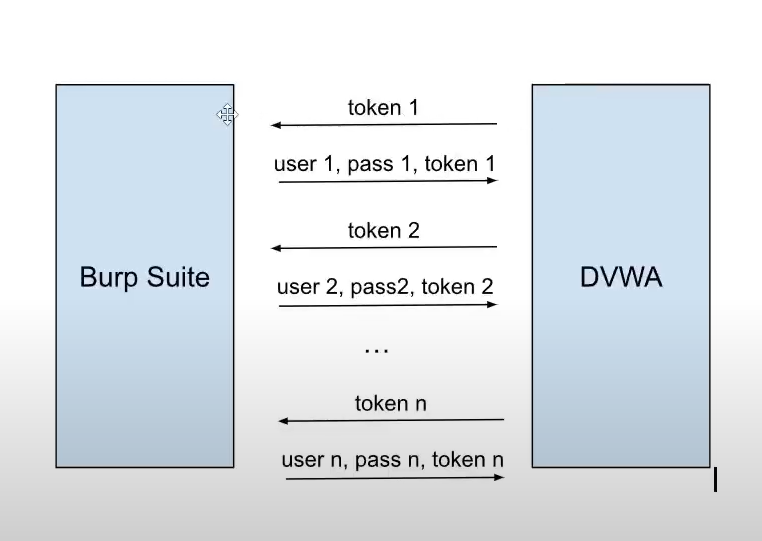 token 1
user 1, pass 1, token 1
token 2
Burp Suite
DVWA
user 2, pass2, token 2
...
token n
user n, pass n, token n